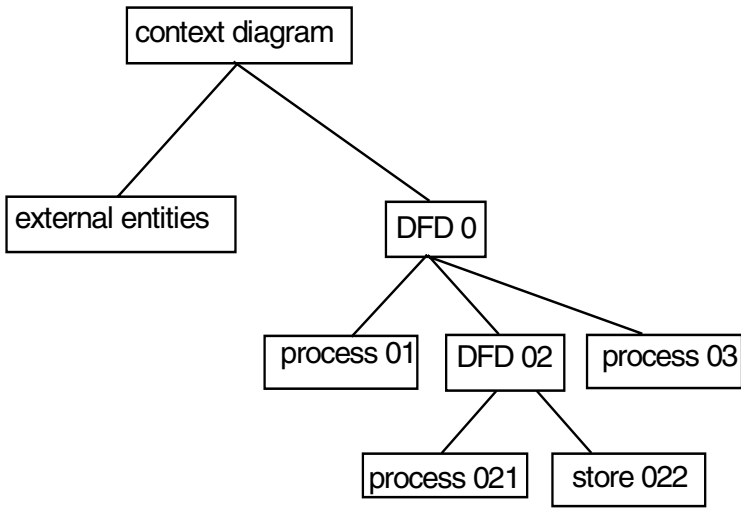 context diagram
external entities
DFD 0
process 01
DFD 02
process 03
process 021
store 022